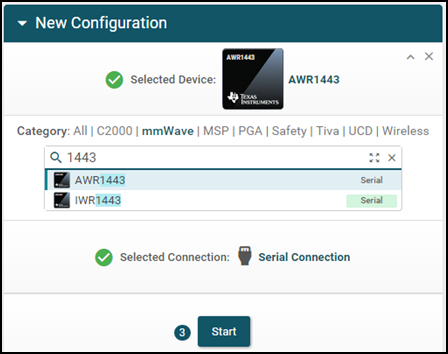 New Configuration
Selected Device: AWR1443 TEXAS INSTRUMENTS AWR1443
Category: All | C2000 | mmWave | MSP | PGA | Safety | Tiva | UCD | Wireless
1443
AWR1443 Serial
IWR1443 Serial
Selected Connection: Serial Connection
3 Start